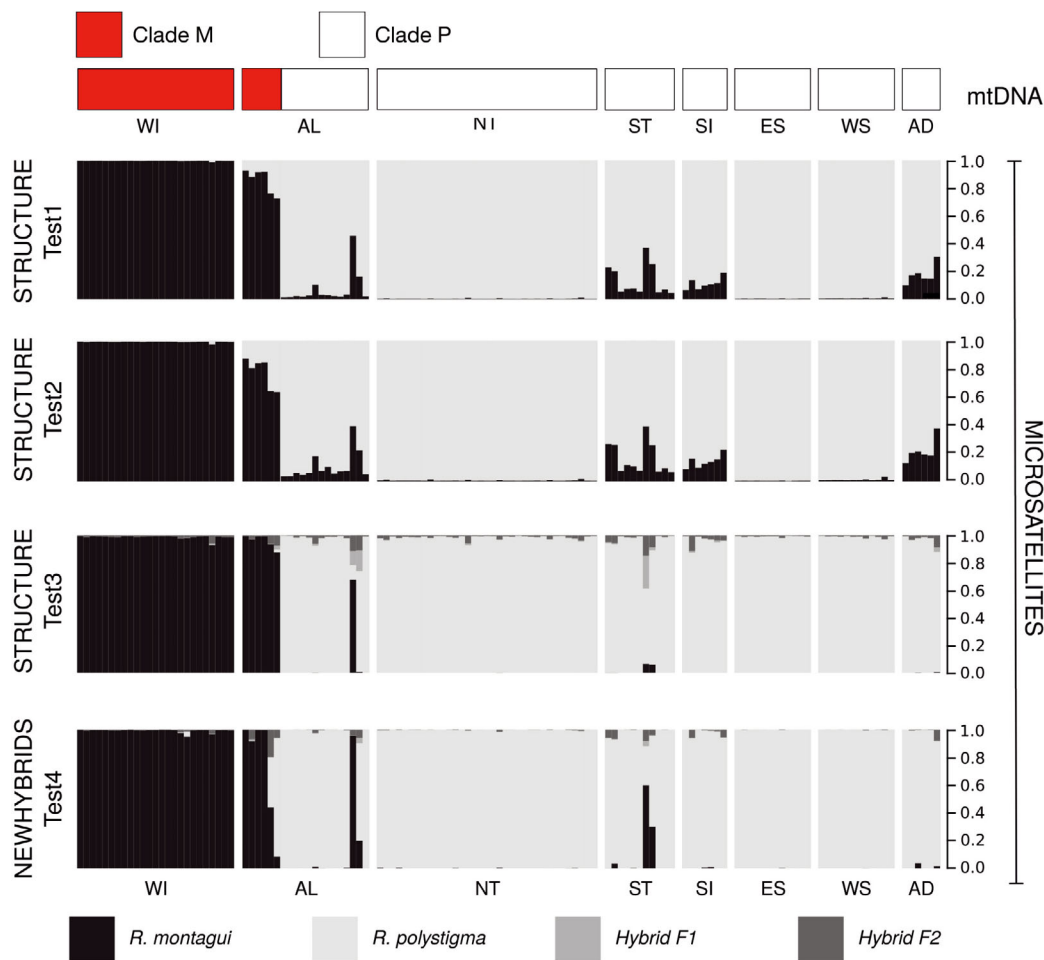 Clade M Clade P
mtDNA
WI AL NI ST SI ES WS AD
STRUCTURE
Test1
1.0
0.8
0.6
0.4
0.2
0.0
STRUCTURE
Test2
1.0
0.8
0.6
0.4
0.2
0.0
STRUCTURE
Test3
1.0
0.8
0.6
0.4
0.2
0.0
NEWHYBRIDS
Test4
1.0
0.8
0.6
0.4
0.2
0.0
MICROSATELLITES
WI AL NT ST SI ES WS AD
R. montagui R. polystigma Hybrid F1 Hybrid F2